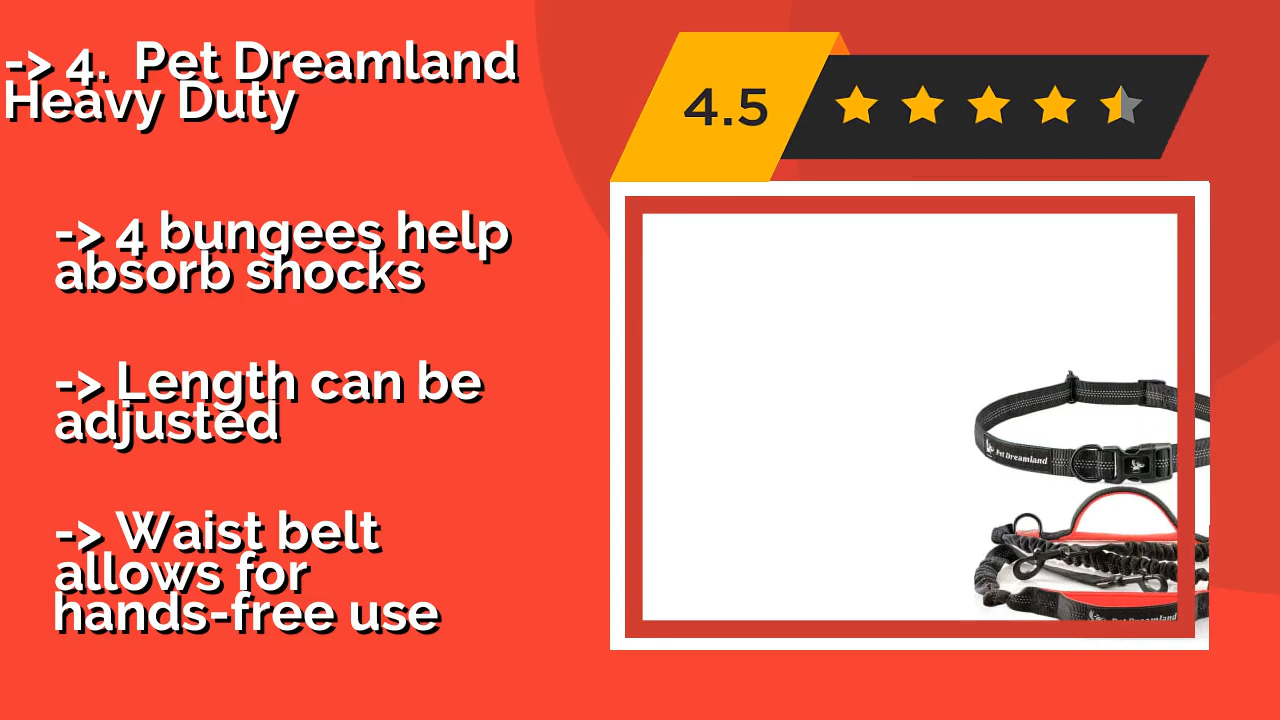 -> 4.  Pet Dreamland
Heavy Duty
4.5
-> 4 bungees help
absorb shocks
-> Length can be
adjusted
-> Waist belt
allows for
hands-free use
Pet Dreamland
Pet Dreamland